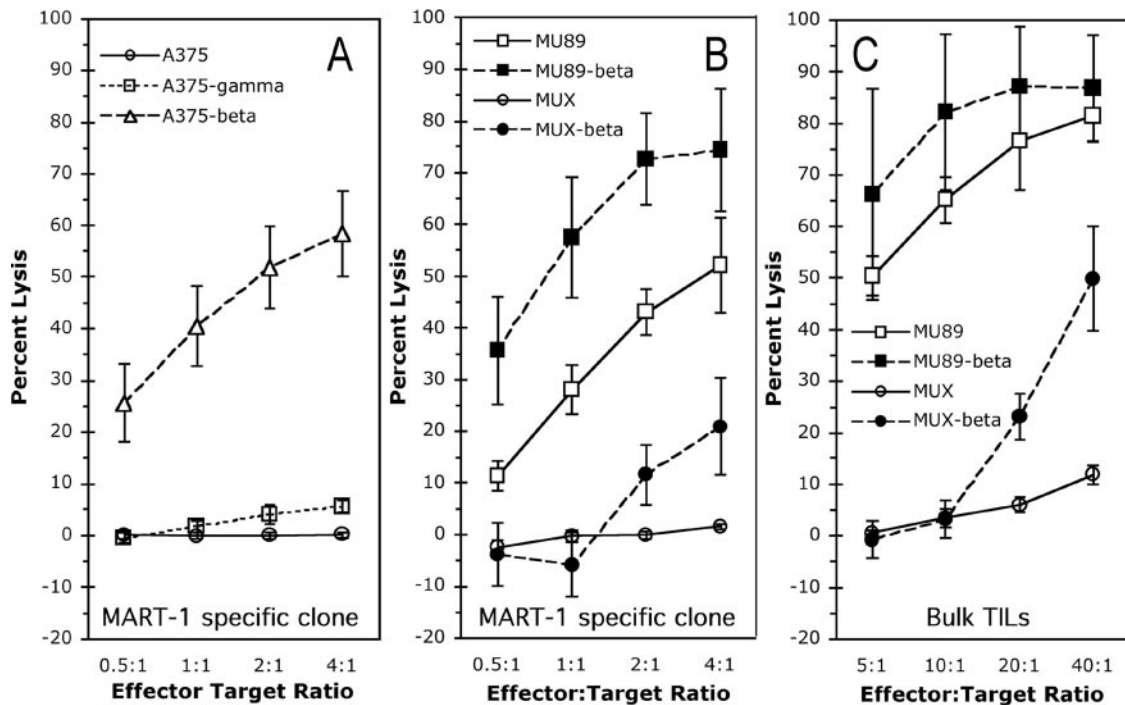 A
A375
A375-gamma
A375-beta
Percent Lysis
100
90
80
70
60
50
40
30
20
10
0
-10
-20
MART-1 specific clone
0.5:1 1:1 2:1 4:1
Effector Target Ratio
B
MU89
MU89-beta
MUX
MUX-beta
Percent Lysis
100
90
80
70
60
50
40
30
20
10
0
-10
-20
MART-1 specific clone
0.5:1 1:1 2:1 4:1
Effector:Target Ratio
C
Percent Lysis
100
90
80
70
60
50
40
30
20
10
0
-10
-20
MU89
MU89-beta
MUX
MUX-beta
Bulk TILs
5:1 10:1 20:1 40:1
Effector:Target Ratio